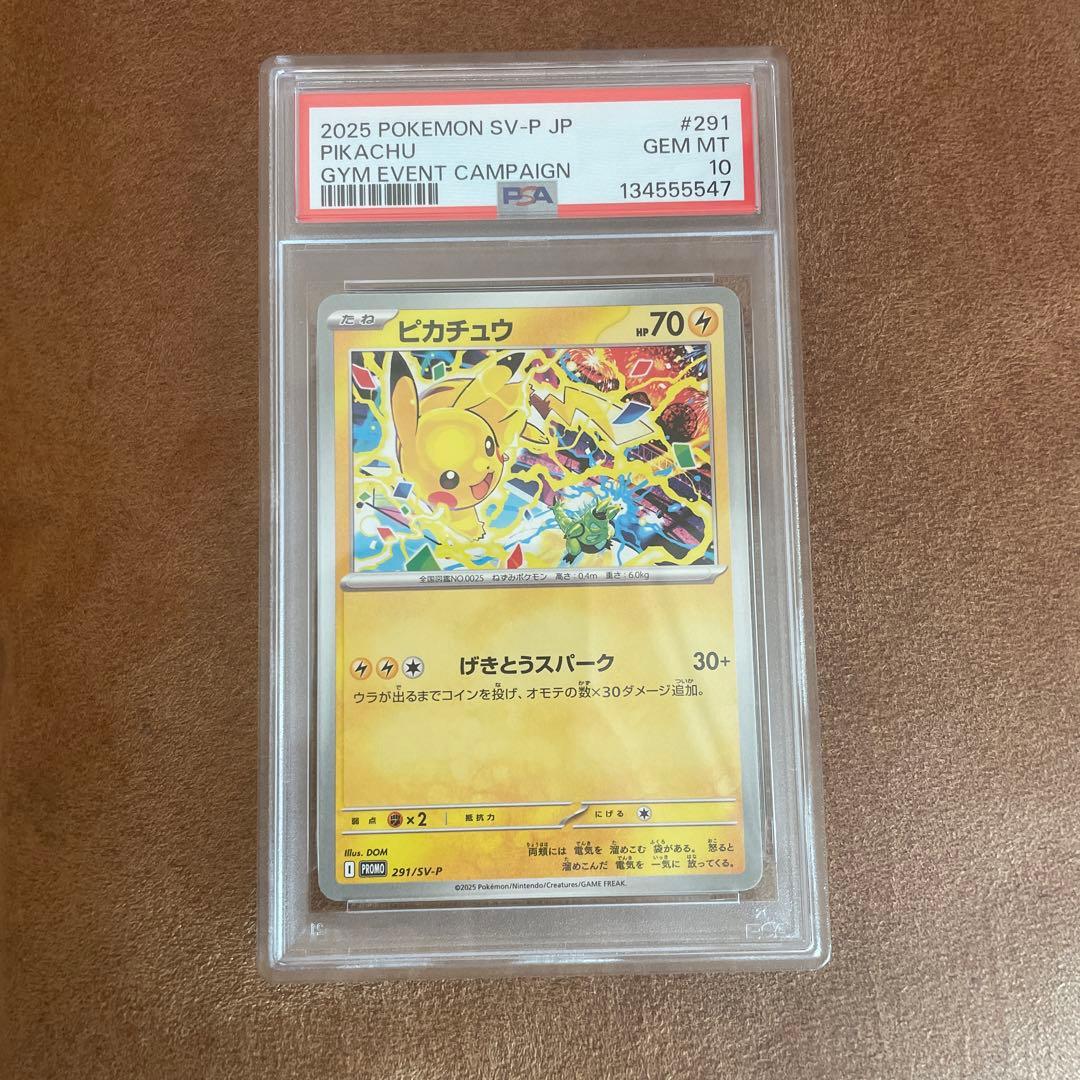 2025 POKEMON SV-P JP #291
PIKACHU GEM MT
GYM EVENT CAMPAIGN 10
PSA 134555547
たね ピカチュウ HP70
全国図鑑NO.0025 ねずみポケモン 高さ:0.4m 重さ:6.0kg
げきとうスパーク 30+
ウラが出るまでコインを投げ、オモテの数×30ダメージ追加。
弱点 ×2 抵抗力 にげる
両頬には 電気を 溜めこむ 袋がある。 怒ると
溜めこんだ 電気を 一気に 放ってくる。
Illus. DOM
I PROMO 291/SV-P
©2025 Pokémon/Nintendo/Creatures/GAME FREAK.